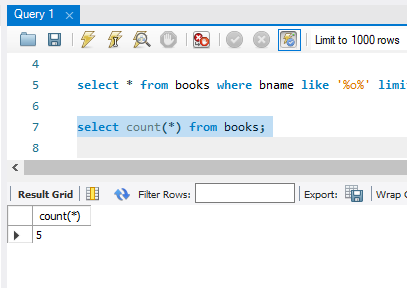 Query 1
Limit to 1000 rows
4
5 select * from books where bname like '%o%' limi
6
7 select count(*) from books;
8
Result Grid Filter Rows: Export: Wrap C
count(*)
5